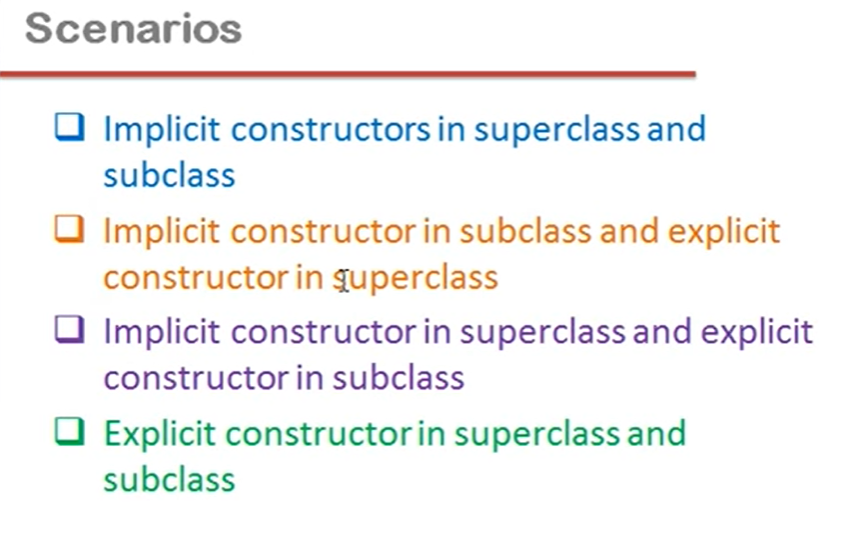 Scenarios
Implicit constructors in superclass and
subclass
Implicit constructor in subclass and explicit
constructor in superclass
Implicit constructor in superclass and explicit
constructor in subclass
Explicit constructor in superclass and
subclass